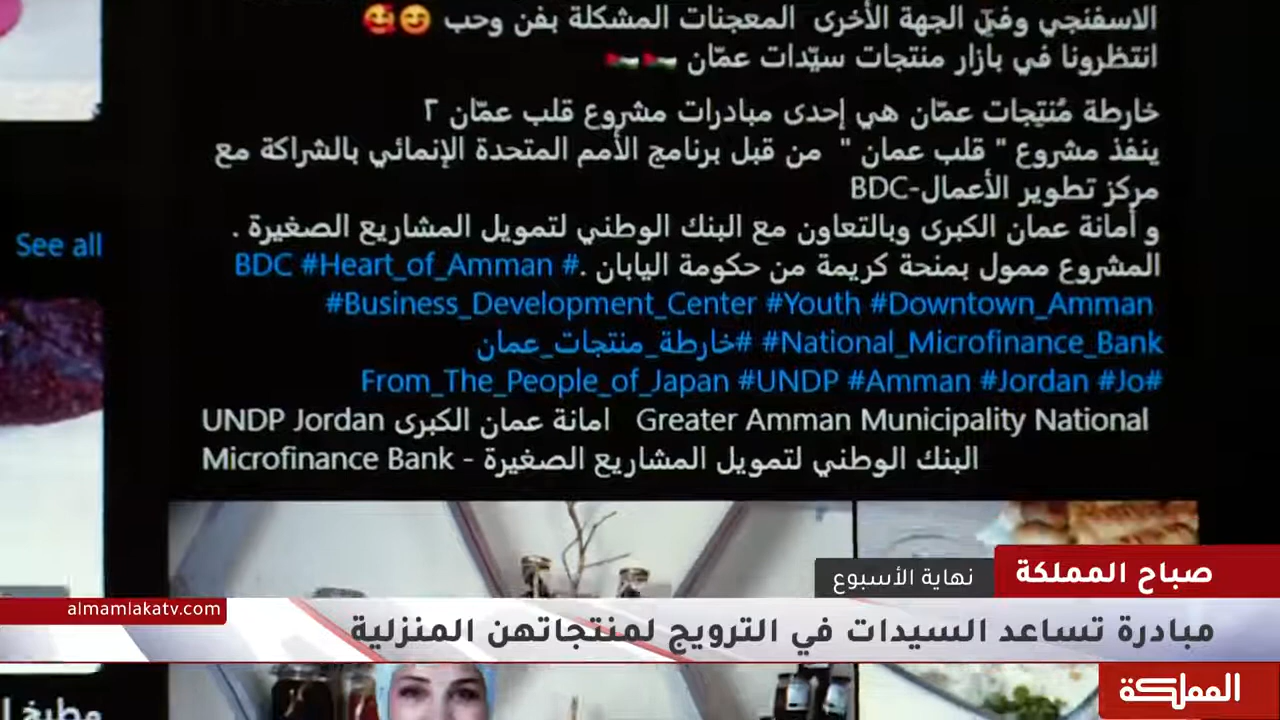 الاسفنجي وفي الجهة الأخرى المعجنات المشكلة بفن وحب 😊🥰
انتظرونا في بازار منتجات سيّدات عمّان 🇯🇴🇯🇴
خارطة مُنتِجات عمّان هي إحدى مبادرات مشروع قلب عمّان ٢
ينفذ مشروع " قلب عمان " من قبل برنامج الأمم المتحدة الإنمائي بالشراكة مع
مركز تطوير الأعمال-BDC
و أمانة عمان الكبرى وبالتعاون مع البنك الوطني لتمويل المشاريع الصغيرة .
المشروع ممول بمنحة كريمة من حكومة اليابان .# BDC #Heart_of_Amman
#Business_Development_Center #Youth #Downtown_Amman
#National_Microfinance_Bank #خارطة_منتجات_عمان
From_The_People_of_Japan #UNDP #Amman #Jordan #Jo#
UNDP Jordan امانة عمان الكبرى Greater Amman Municipality National
Microfinance Bank - البنك الوطني لتمويل المشاريع الصغيرة
See all
صباح المملكة
نهاية الأسبوع
almamlakatv.com
مبادرة تساعد السيدات في الترويج لمنتجاتهن المنزلية
المملكة